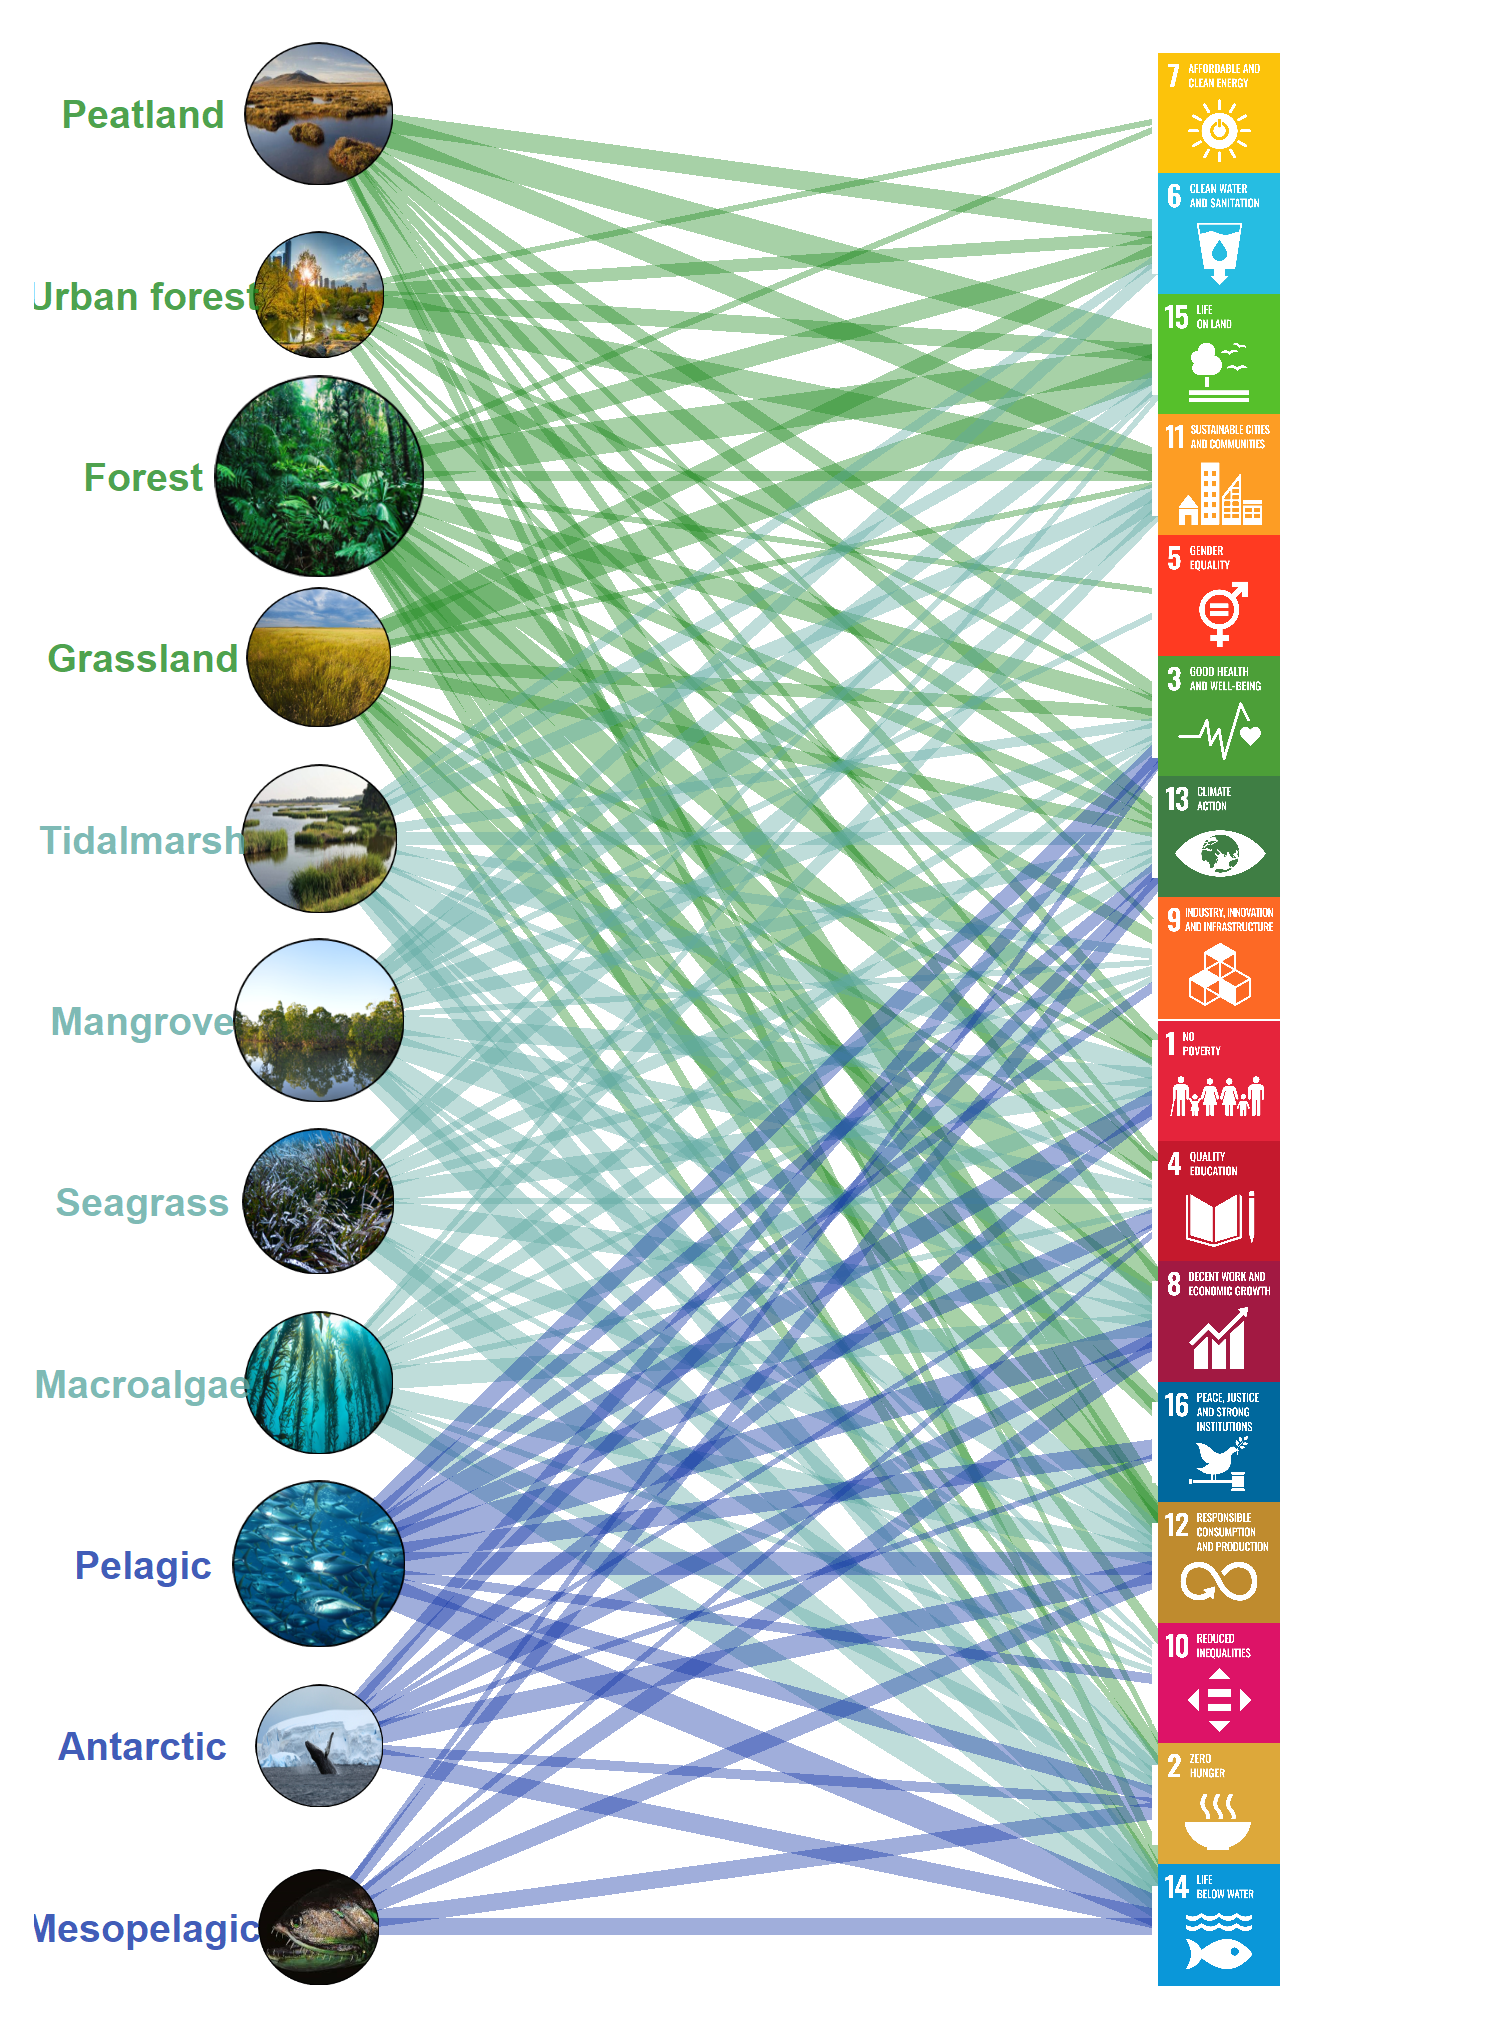 Peatland
Urban forest
Forest
Grassland
Tidalmarsh
Mangrove
Seagrass
Macroalgae
Pelagic
Antarctic
Mesopelagic
7 AFFORDABLE AND
CLEAN ENERGY
6 CLEAN WATER
AND SANITATION
15 LIFE
ON LAND
11 SUSTAINABLE CITIES
AND COMMUNITIES
5 GENDER
EQUALITY
3 GOOD HEALTH
AND WELL-BEING
13 CLIMATE
ACTION
9 INDUSTRY, INNOVATION
AND INFRASTRUCTURE
1 NO
POVERTY
4 QUALITY
EDUCATION
8 DECENT WORK AND
ECONOMIC GROWTH
16 PEACE, JUSTICE
AND STRONG
INSTITUTIONS
12 RESPONSIBLE
CONSUMPTION
AND PRODUCTION
10 REDUCED
INEQUALITIES
2 ZERO
HUNGER
14 LIFE
BELOW WATER